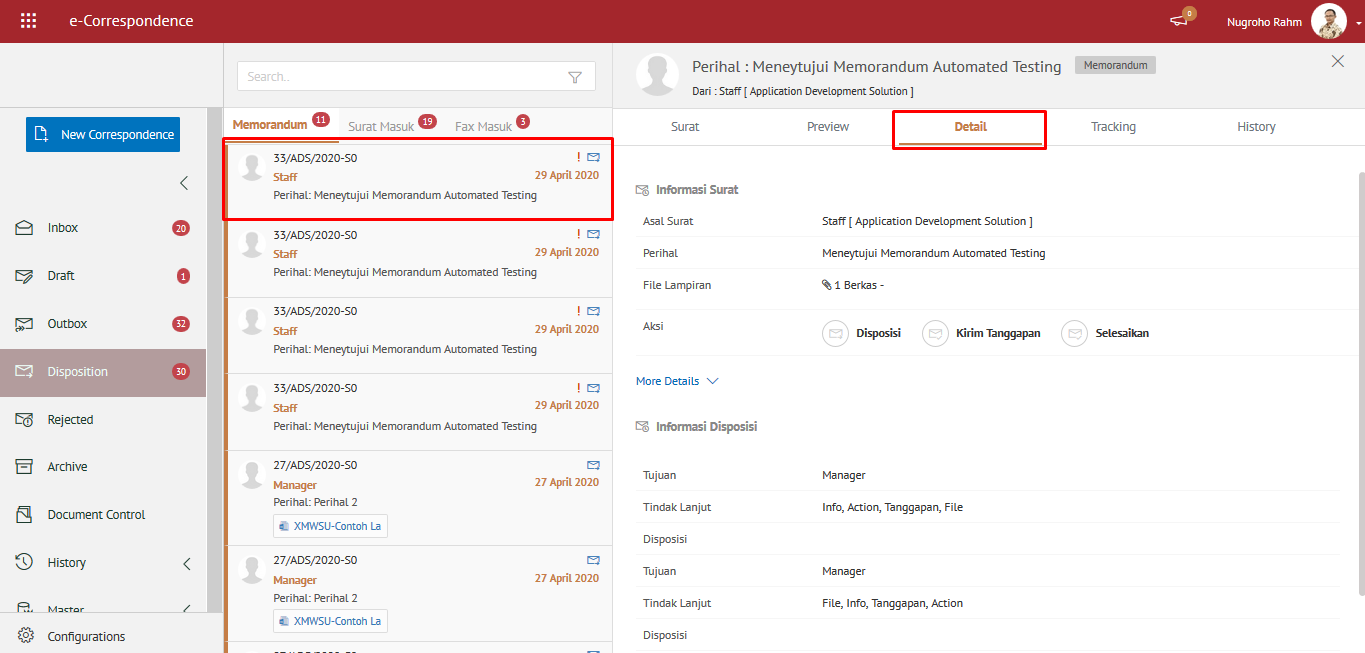 e-Correspondence
0
Nugroho Rahm
New Correspondence
Inbox
20
Draft
1
Outbox
32
Disposition
30
Rejected
Archive
Document Control
History
Master
Configurations
Search..
Memorandum 11
Surat Masuk 19
Fax Masuk 3
33/ADS/2020-S0 !
Staff 29 April 2020
Perihal: Meneytujui Memorandum Automated Testing
33/ADS/2020-S0 !
Staff 29 April 2020
Perihal: Meneytujui Memorandum Automated Testing
33/ADS/2020-S0 !
Staff 29 April 2020
Perihal: Meneytujui Memorandum Automated Testing
33/ADS/2020-S0 !
Staff 29 April 2020
Perihal: Meneytujui Memorandum Automated Testing
27/ADS/2020-S0
Manager 27 April 2020
Perihal: Perihal 2
XMWSU-Contoh La
27/ADS/2020-S0
Manager 27 April 2020
Perihal: Perihal 2
XMWSU-Contoh La
Perihal : Meneytujui Memorandum Automated Testing Memorandum
Dari : Staff [ Application Development Solution ]
Surat Preview Detail Tracking History
Informasi Surat
Asal Surat Staff [ Application Development Solution ]
Perihal Meneytujui Memorandum Automated Testing
File Lampiran 1 Berkas -
Aksi Disposisi Kirim Tanggapan Selesaikan
More Details
Informasi Disposisi
Tujuan Manager
Tindak Lanjut Info, Action, Tanggapan, File
Disposisi
Tujuan Manager
Tindak Lanjut File, Info, Tanggapan, Action
Disposisi